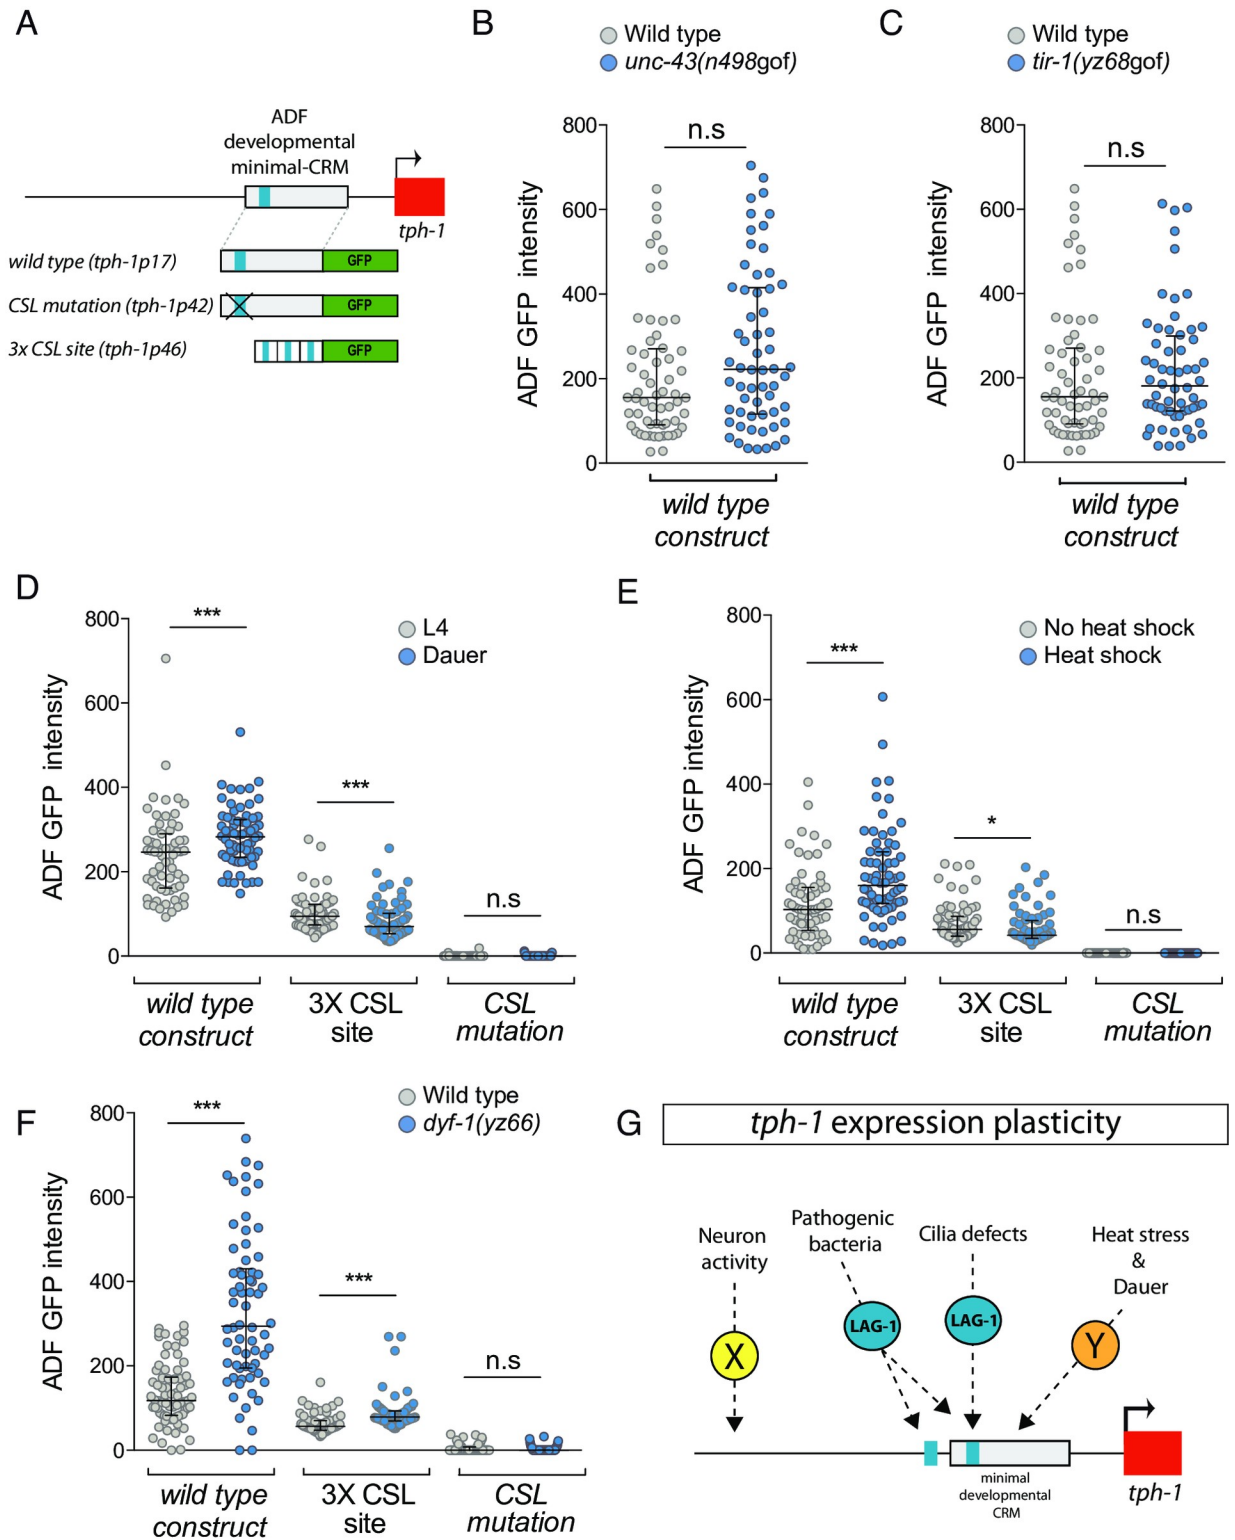 A
ADF
developmental
minimal-CRM
tph-1
wild type (tph-1p17)
GFP
CSL mutation (tph-1p42)
GFP
3x CSL site (tph-1p46)
GFP
B
Wild type
unc-43(n498gof)
ADF GFP intensity
800
600
400
200
0
n.s
wild type
construct
C
Wild type
tir-1(yz68gof)
ADF GFP intensity
800
600
400
200
0
n.s
wild type
construct
D
L4
Dauer
ADF GFP intensity
800
600
400
200
0
***
***
n.s
wild type
construct
3X CSL
site
CSL
mutation
E
No heat shock
Heat shock
ADF GFP intensity
800
600
400
200
0
***
*
n.s
wild type
construct
3X CSL
site
CSL
mutation
F
Wild type
dyf-1(yz66)
ADF GFP intensity
800
600
400
200
0
***
***
n.s
wild type
construct
3X CSL
site
CSL
mutation
G
tph-1 expression plasticity
Neuron
activity
Pathogenic
bacteria
Cilia defects
Heat stress
&
Dauer
X
LAG-1
LAG-1
Y
minimal
developmental
CRM
tph-1